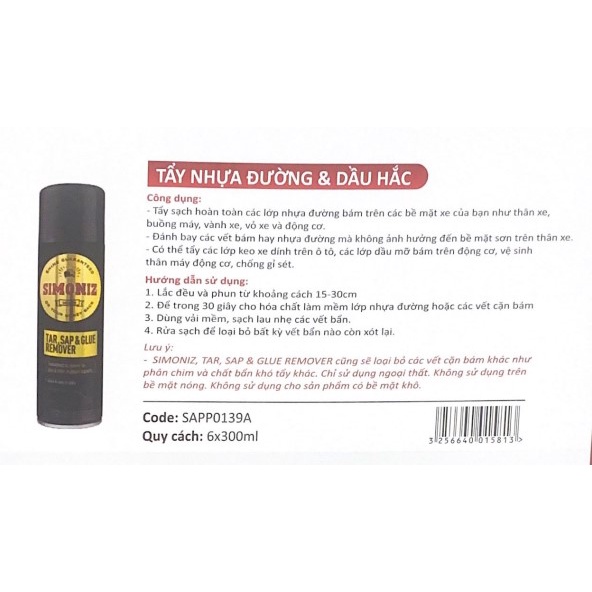 TẨY NHỰA ĐƯỜNG & DẦU HẮC
Công dụng:
- Tẩy sạch hoàn toàn các lớp nhựa đường bám trên các bề mặt xe của bạn như thân xe,
buồng máy, vành xe, vỏ xe và động cơ.
- Đánh bay các vết bám hay nhựa đường mà không ảnh hưởng đến bề mặt sơn trên thân xe.
- Có thể tẩy các lớp keo xe dính trên ô tô, các lớp dầu mỡ bám trên động cơ, vệ sinh
thân máy động cơ, chống gỉ sét.
Hướng dẫn sử dụng:
1. Lắc đều và phun từ khoảng cách 15-30cm
2. Để trong 30 giây cho hóa chất làm mềm lớp nhựa đường hoặc các vết cặn bám
3. Dùng vải mềm, sạch lau nhẹ các vết bẩn.
4. Rửa sạch để loại bỏ bất kỳ vết bẩn nào còn xót lại.
Lưu ý:
- SIMONIZ, TAR, SAP & GLUE REMOVER cũng sẽ loại bỏ các vết cặn bám khác như
phân chim và chất bẩn khó tẩy khác. Chỉ sử dụng ngoại thất. Không sử dụng trên
bề mặt nóng. Không sử dụng cho sản phẩm có bề mặt khô.
Code: SAPP0139A
Quy cách: 6x300ml
3 256640 015813 >
SIMONIZ
TAR, SAP & GLUE
REMOVER